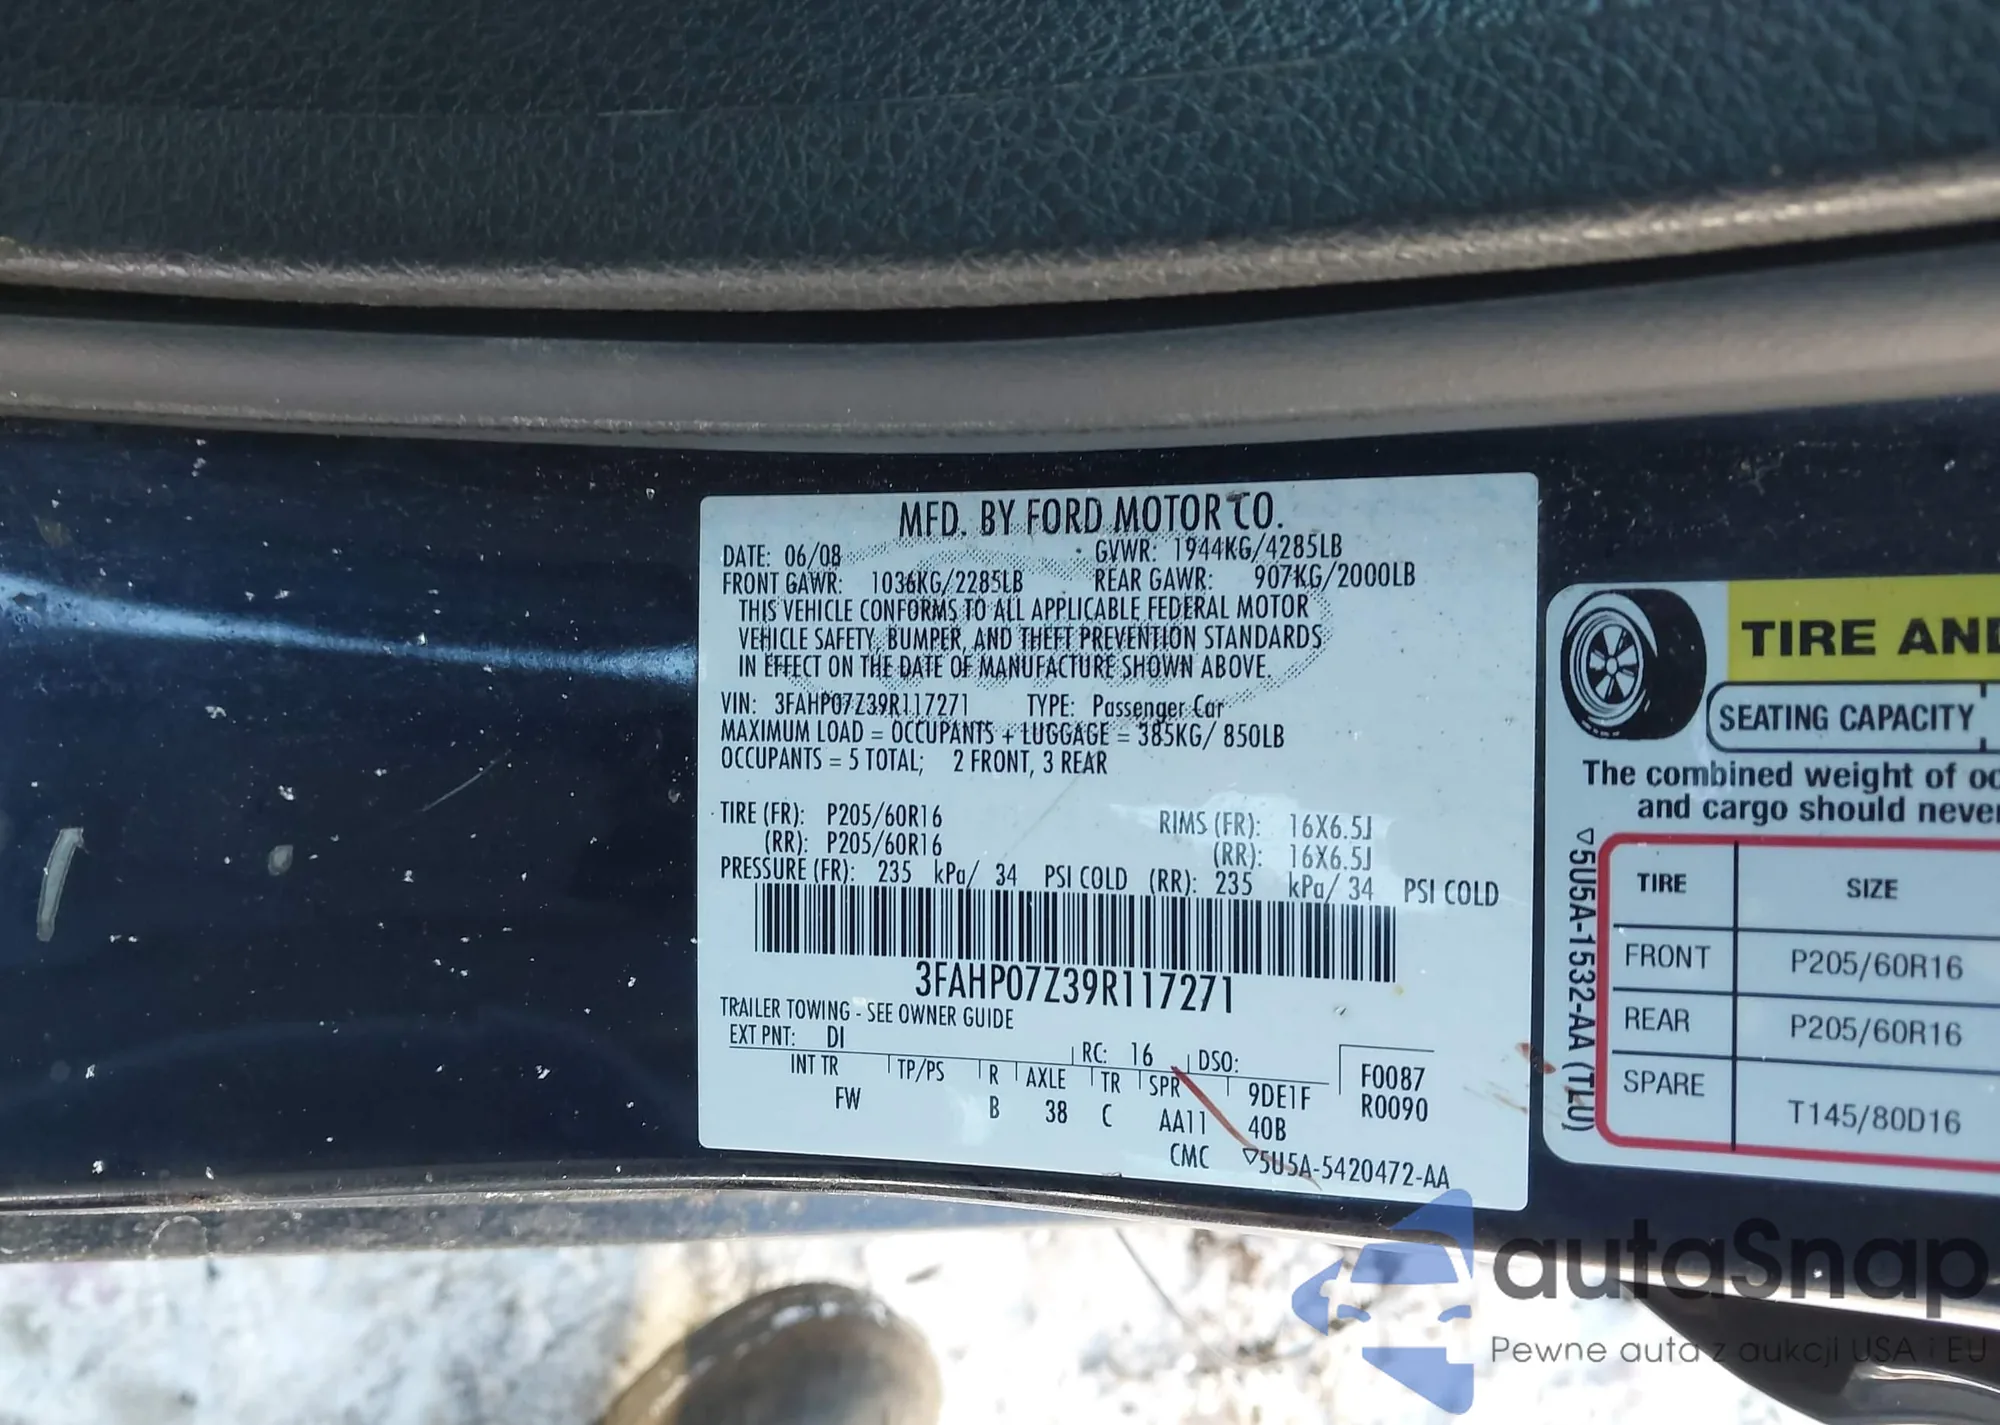 MFD. BY FORD MOTOR CO.
DATE: 06/08 GVWR: 1944KG/4285LB
FRONT GAWR: 1036KG/2285LB REAR GAWR: 907KG/2000LB
THIS VEHICLE CONFORMS TO ALL APPLICABLE FEDERAL MOTOR
VEHICLE SAFETY, BUMPER, AND THEFT PREVENTION STANDARDS
IN EFFECT ON THE DATE OF MANUFACTURE SHOWN ABOVE.
VIN: 3FAHP07Z39R117271 TYPE: Passenger Car
MAXIMUM LOAD = OCCUPANTS + LUGGAGE = 385KG/ 850LB
OCCUPANTS = 5 TOTAL; 2 FRONT, 3 REAR
TIRE (FR): P205/60R16 RIMS (FR): 16X6.5J
(RR): P205/60R16 (RR): 16X6.5J
PRESSURE (FR): 235 kPa/ 34 PSI COLD (RR): 235 kPa/ 34 PSI COLD
3FAHP07Z39R117271
TRAILER TOWING - SEE OWNER GUIDE
EXT PNT: DI RC: 16 DSO:
INT TR TP/PS R AXLE TR SPR 9DE1F F0087
FW B 38 C AA11 40B R0090
CMC ▽5U5A-5420472-AA
TIRE AND
SEATING CAPACITY
The combined weight of oc
and cargo should never
▽5U5A-1532-AA (TLU)
TIRE SIZE
FRONT P205/60R16
REAR P205/60R16
SPARE T145/80D16
autaSnap
Pewne auta z aukcji USA i EU